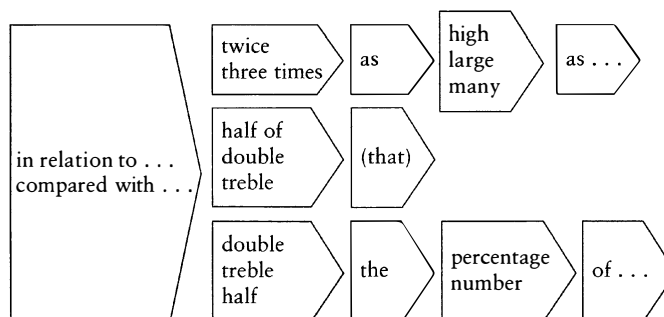 in relation to . . .
compared with . . .
twice
three times
as
high
large
many
as . . .
half of
double
treble
(that)
double
treble
half
the
percentage
number
of . . .